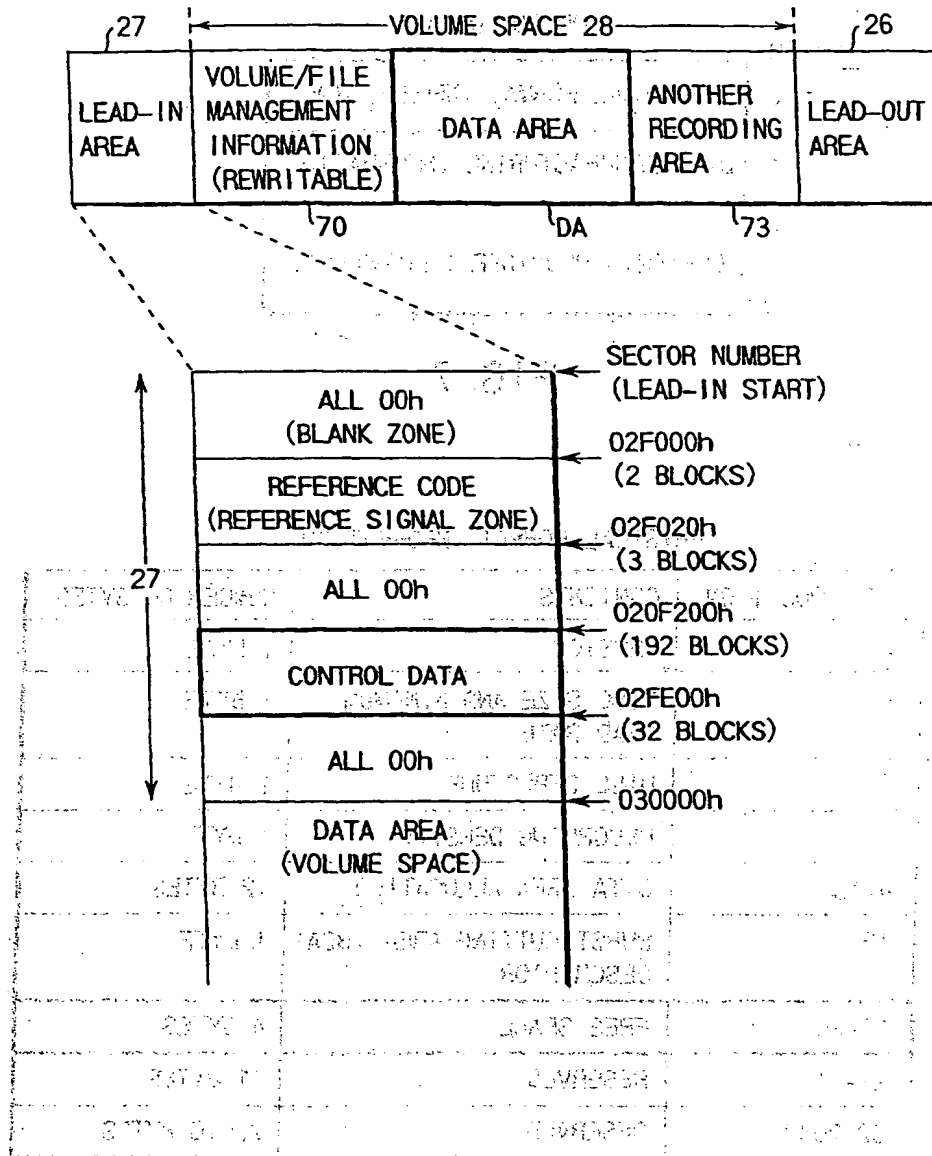 27
VOLUME SPACE 28
26
LEAD-IN
AREA
VOLUME/FILE
MANAGEMENT
INFORMATION
(REWRITABLE)
DATA AREA
ANOTHER
RECORDING
AREA
LEAD-OUT
AREA
70
DA
73
SECTOR NUMBER
(LEAD-IN START)
ALL 00h
(BLANK ZONE)
02F000h
(2 BLOCKS)
REFERENCE CODE
(REFERENCE SIGNAL ZONE)
02F020h
(3 BLOCKS)
27
ALL 00h
020F200h
(192 BLOCKS)
CONTROL DATA
02FE00h
(32 BLOCKS)
ALL 00h
030000h
DATA AREA
(VOLUME SPACE)